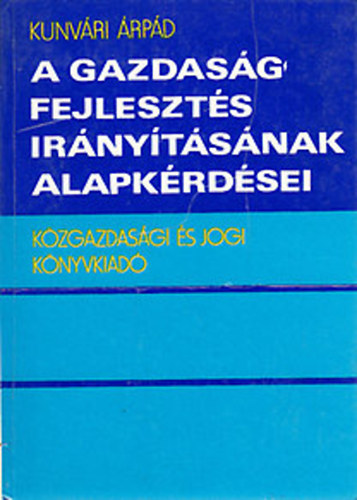 KUNVÁRI ÁRPÁD
A GAZDASÁG
FEJLESZTÉS
IRÁNYÍTÁSÁNAK
ALAPKÉRDÉSEI
KÖZGAZDASÁGI ÉS JOGI
KÖNYVKIADÓ